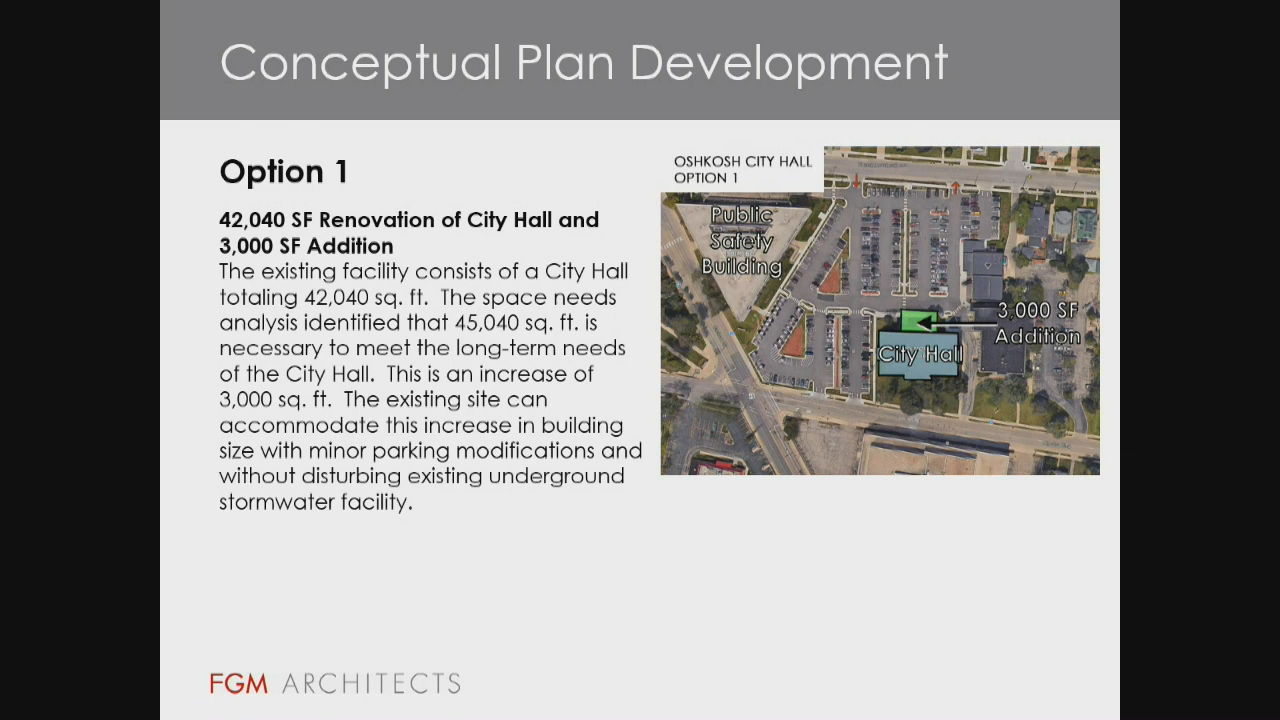 Conceptual Plan Development
Option 1
42,040 SF Renovation of City Hall and
3,000 SF Addition
The existing facility consists of a City Hall
totaling 42,040 sq. ft. The space needs
analysis identified that 45,040 sq. ft. is
necessary to meet the long-term needs
of the City Hall. This is an increase of
3,000 sq. ft. The existing site can
accommodate this increase in building
size with minor parking modifications and
without disturbing existing underground
stormwater facility.
OSHKOSH CITY HALL
OPTION 1
Public
Safety
Building
3,000 SF
Addition
City Hall
FGM ARCHITECTS